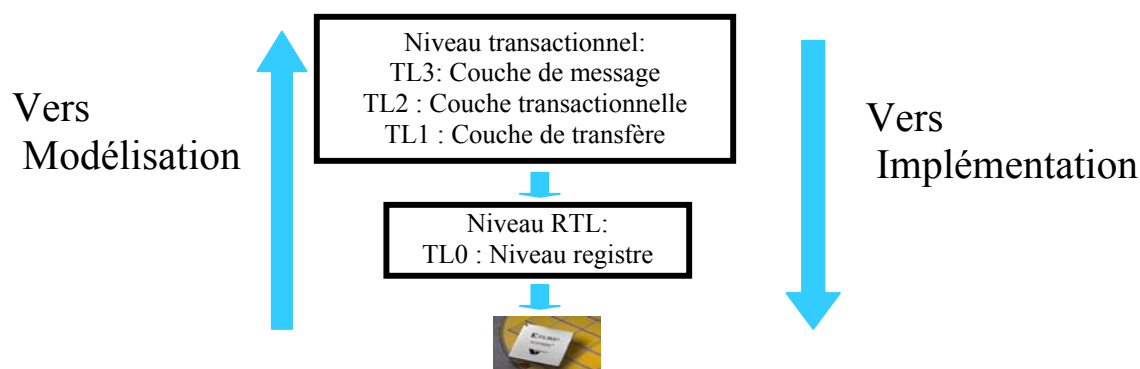 Niveau transactionnel:
TL3: Couche de message
TL2 : Couche transactionnelle
TL1 : Couche de transfère
Vers
Modélisation
Vers
Implémentation
Niveau RTL:
TL0 : Niveau registre